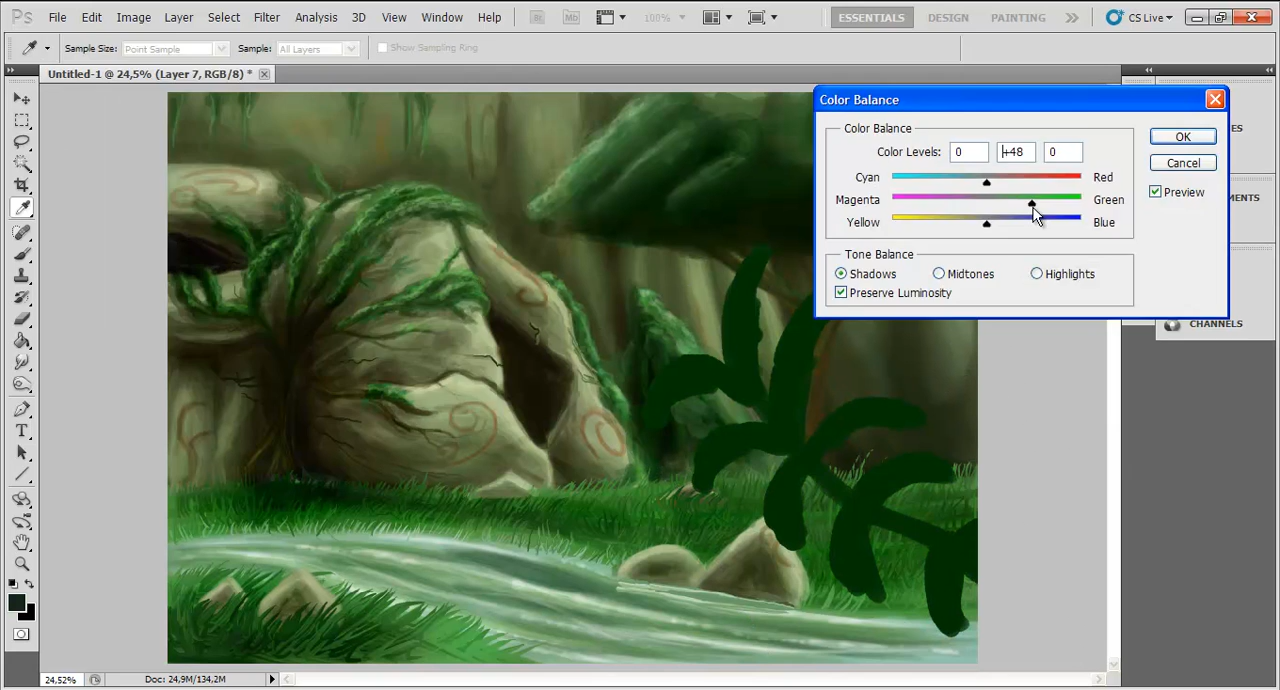 Ps File Edit Image Layer Select Filter Analysis 3D View Window Help Br Mb 100% ESSENTIALS DESIGN PAINTING CS Live
Sample Size: Point Sample Sample: All Layers Show Sampling Ring
Untitled-1 @ 24,5% (Layer 7, RGB/8) *
Color Balance
Color Balance
Color Levels: 0 +48 0
Cyan Red
Magenta Green
Yellow Blue
OK
Cancel
Preview
Tone Balance
Shadows Midtones Highlights
Preserve Luminosity
CHANNELS
T
24,52% Doc: 24,9M/134,2M